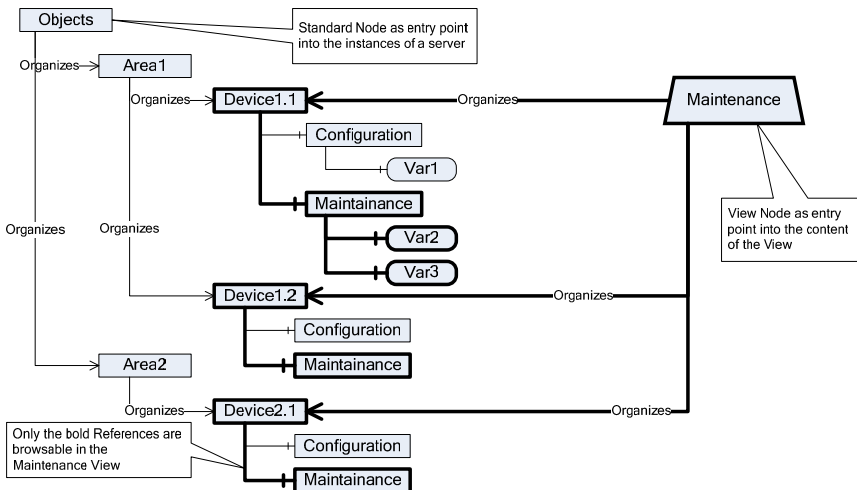 Objects
Standard Node as entry point
into the instances of a server
Organizes
Area1
Organizes
Device1.1
Organizes
Maintenance
Configuration
Var1
Maintainance
Var2
Var3
View Node as entry
point into the content
of the View
Organizes
Organizes
Device1.2
Organizes
Configuration
Maintainance
Area2
Organizes
Device2.1
Organizes
Only the bold References are
browsable in the
Maintenance View
Configuration
Maintainance